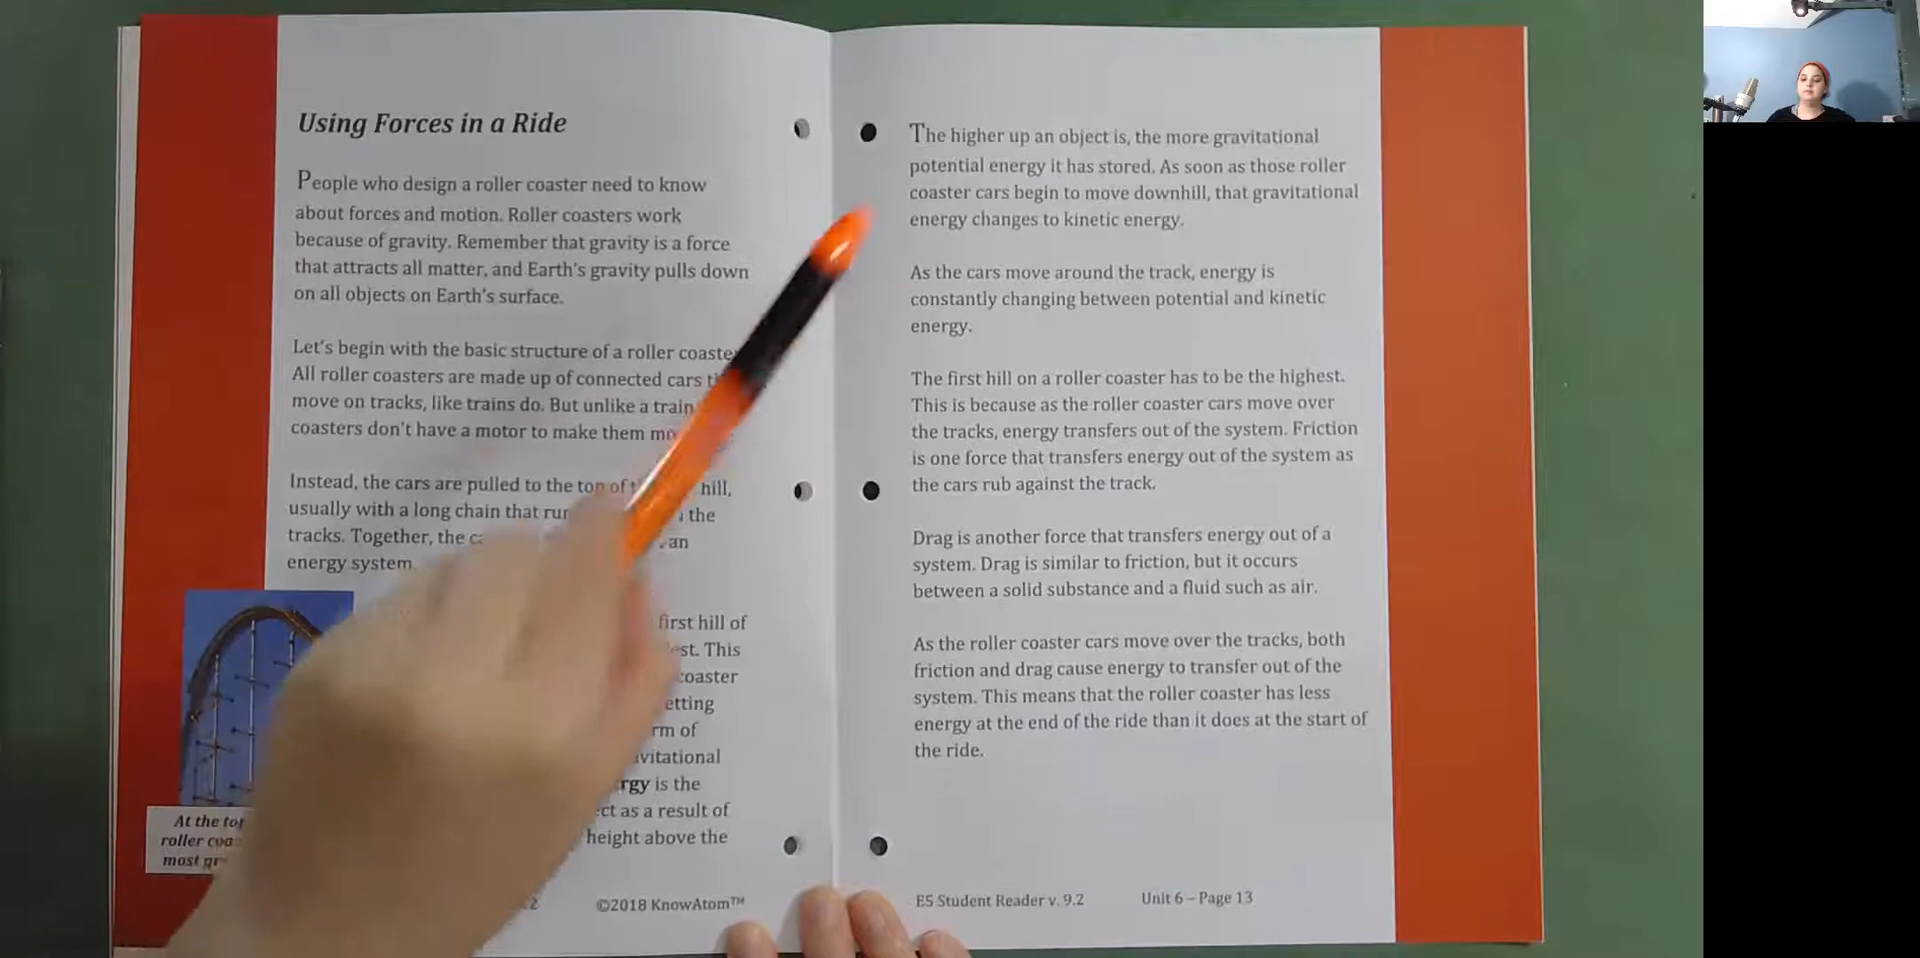 Using Forces in a Ride
People who design a roller coaster need to know
about forces and motion. Roller coasters work
because of gravity. Remember that gravity is a force
that attracts all matter, and Earth's gravity pulls down
on all objects on Earth's surface.
Let's begin with the basic structure of a roller
All roller coasters are made up of connected cars
move on tracks, like trains do. But unlike a train
coasters don't have a motor to make them
Instead, the cars are pulled to the top of hill,
usually with a long chain that the
tracks. Together, the an
energy system.
first hill of
This
coaster
rm of
is the
as a result of
height above the
At the top
roller
most
©2018 KnowAtom™
The higher up an object is, the more gravitational
potential energy it has stored. As soon as those roller
coaster cars begin to move downhill, that gravitational
energy changes to kinetic energy.
As the cars move around the track, energy is
constantly changing between potential and kinetic
energy.
The first hill on a roller coaster has to be the highest.
This is because as the roller coaster cars move over
the tracks, energy transfers out of the system. Friction
is one force that transfers energy out of the system as
the cars rub against the track.
Drag is another force that transfers energy out of a
system. Drag is similar to friction, but it occurs
between a solid substance and a fluid such as air.
As the roller coaster cars move over the tracks, both
friction and drag cause energy to transfer out of the
system. This means that the roller coaster has less
energy at the end of the ride than it does at the start of
the ride.
E5 Student Reader v. 9.2 Unit 6 – Page 13